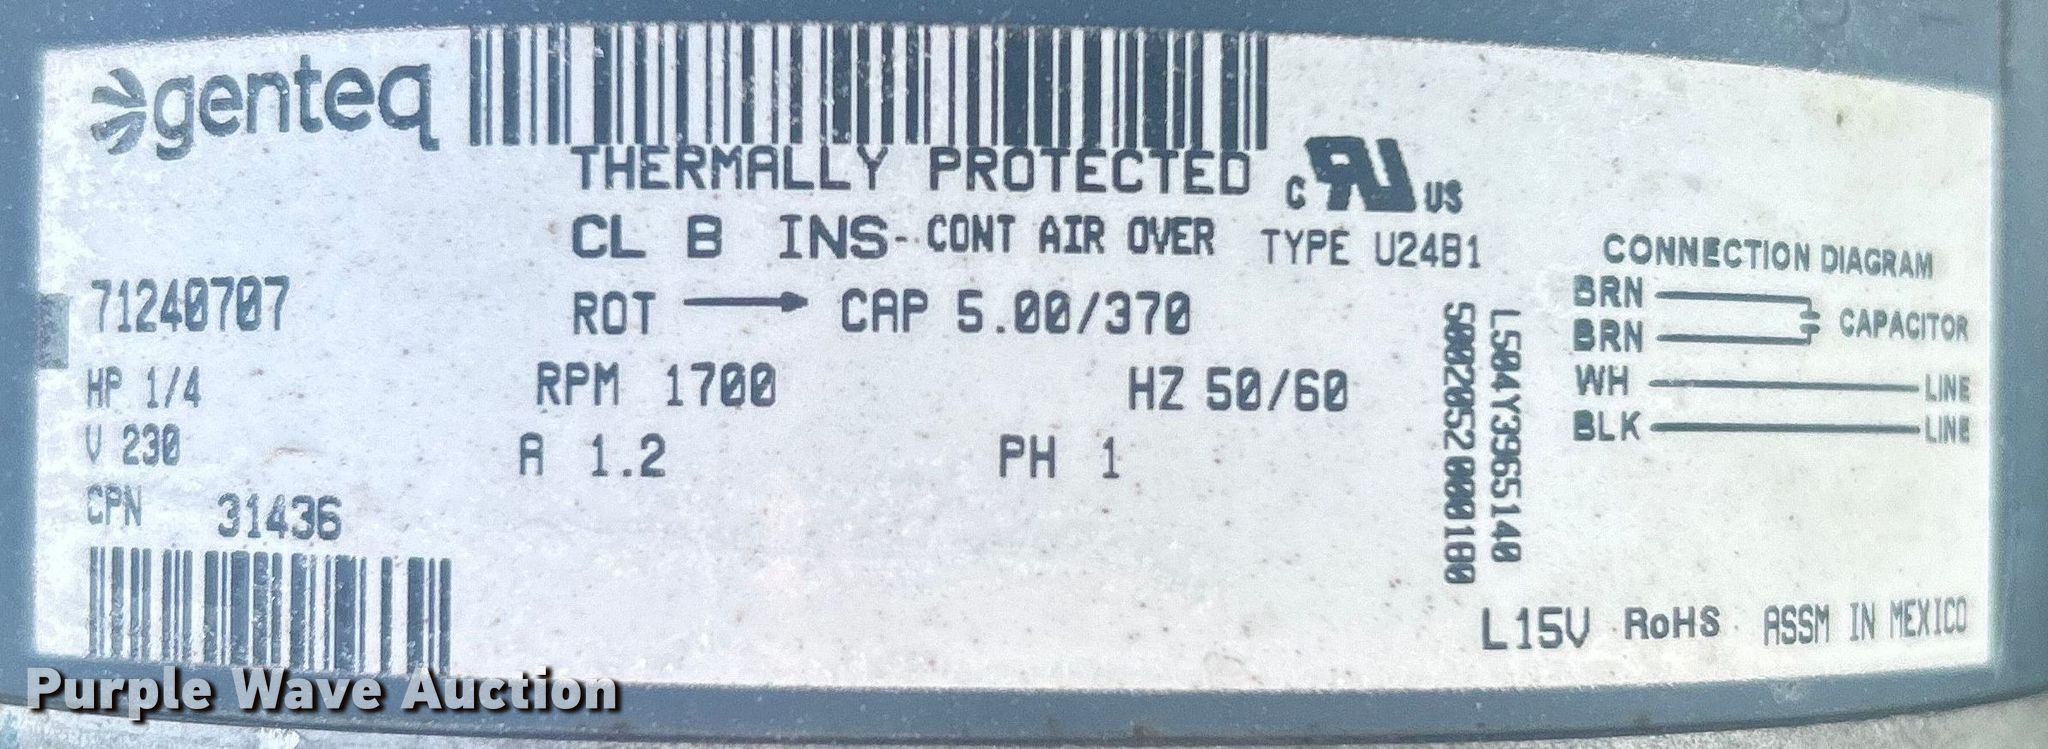 genteq
THERMALLY PROTECTED
C RU US
CL B INS- CONT AIR OVER TYPE U24B1
71240707 ROT CAP 5.00/370
HP 1/4 RPM 1700 HZ 50/60
V 230 A 1.2 PH 1
CPN 31436
L504Y3965140
50020520000180
CONNECTION DIAGRAM
BRN
BRN CAPACITOR
WH LINE
BLK LINE
L15V RoHS ASSM IN MEXICO
Purple Wave Auction